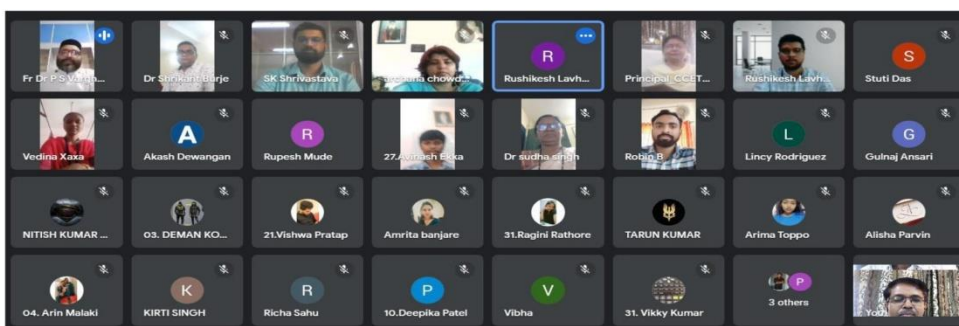 Fr Dr P S Varga...
Dr Shrikant Burje
SK Shrivastava
archana chowd...
R
Rushikesh Lavh...
Principal CCET...
Rushikesh Lavh...
S
Stuti Das
Vedina Xaxa
A
Akash Dewangan
R
Rupesh Mude
27.Avinash Ekka
Dr sudha singh
Robin B
L
Lincy Rodriguez
G
Gulnaj Ansari
NITISH KUMAR ...
03. DEMAN KO...
21.Vishwa Pratap
Amrita banjare
31.Ragini Rathore
TARUN KUMAR
Arima Toppo
Alisha Parvin
04. Arin Malaki
K
KIRTI SINGH
R
Richa Sahu
P
10.Deepika Patel
V
Vibha
31. Vikky Kumar
P
3 others
You